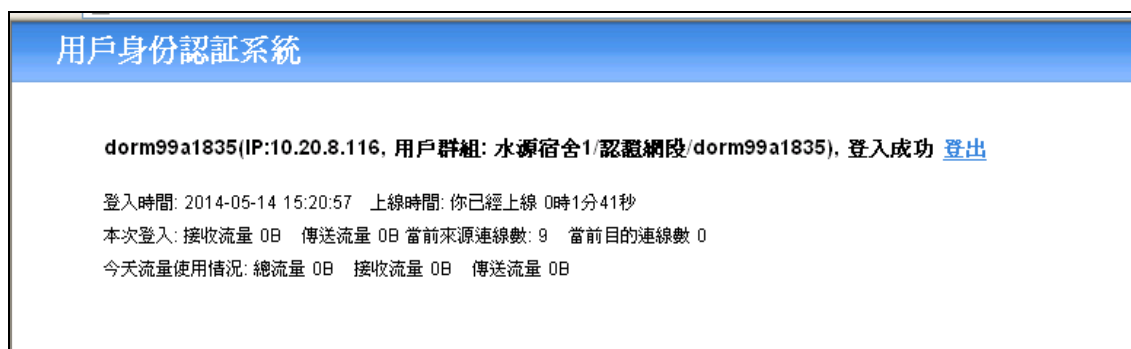 用戶身份認証系統
dorm99a1835(IP:10.20.8.116, 用戶群組: 水源宿舍1/認證網段/dorm99a1835), 登入成功 登出
登入時間: 2014-05-14 15:20:57 上線時間: 你已經上線 0時1分41秒
本次登入: 接收流量 0B 傳送流量 0B 當前來源連線數: 9 當前目的連線數 0
今天流量使用情況: 總流量 0B 接收流量 0B 傳送流量 0B